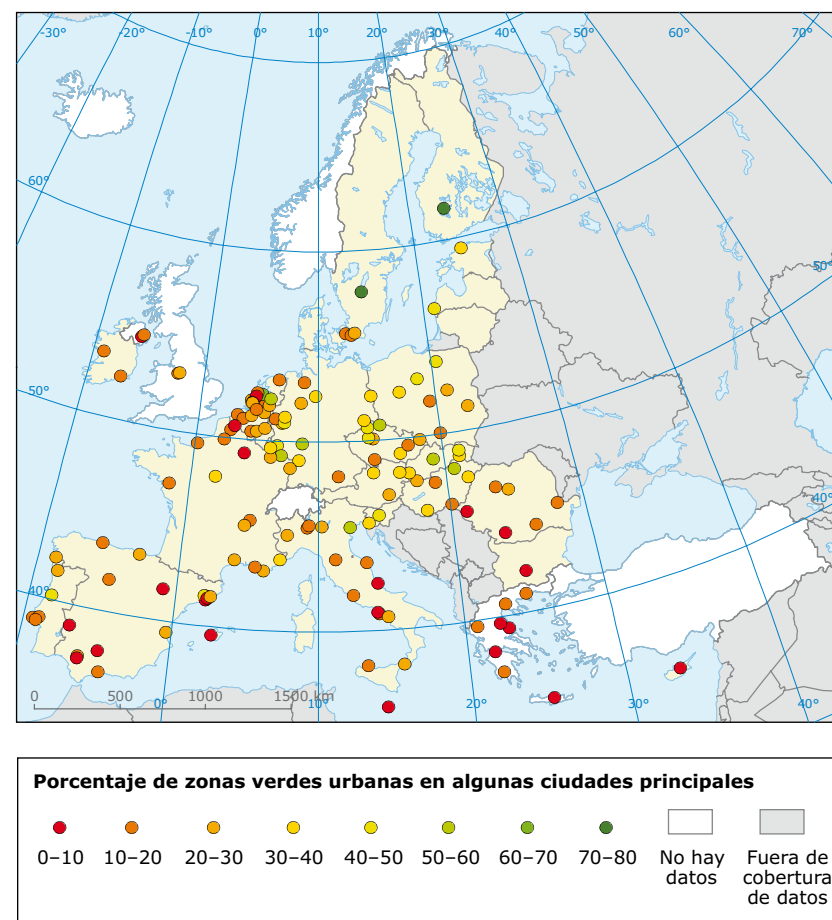 -30° -20° -10° 0° 10° 20° 30° 40° 50° 60° 70°
60°
50°
50°
40°
40°
0 500 1000 1500 km
0° 10° 20° 30° 40°
Porcentaje de zonas verdes urbanas en algunas ciudades principales
0–10 10–20 20–30 30–40 40–50 50–60 60–70 70–80 No hay datos Fuera de cobertura de datos